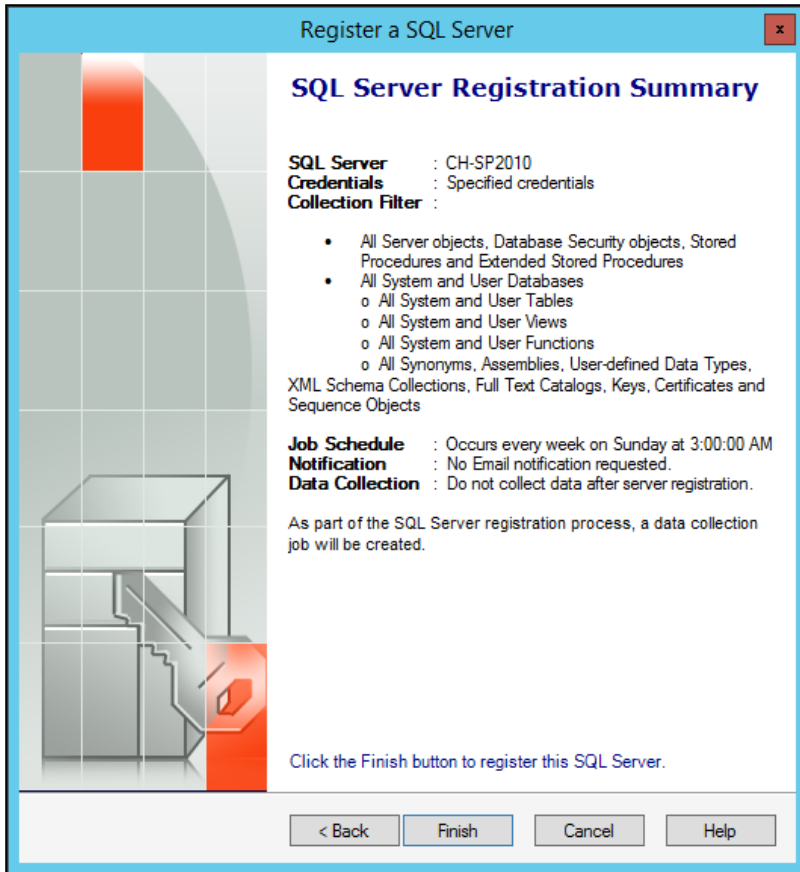 Register a SQL Server
x
SQL Server Registration Summary
SQL Server : CH-SP2010
Credentials : Specified credentials
Collection Filter :
• All Server objects, Database Security objects, Stored
Procedures and Extended Stored Procedures
• All System and User Databases
o All System and User Tables
o All System and User Views
o All System and User Functions
o All Synonyms, Assemblies, User-defined Data Types,
XML Schema Collections, Full Text Catalogs, Keys, Certificates and
Sequence Objects
Job Schedule : Occurs every week on Sunday at 3:00:00 AM
Notification : No Email notification requested.
Data Collection : Do not collect data after server registration.
As part of the SQL Server registration process, a data collection
job will be created.
Click the Finish button to register this SQL Server.
< Back Finish Cancel Help